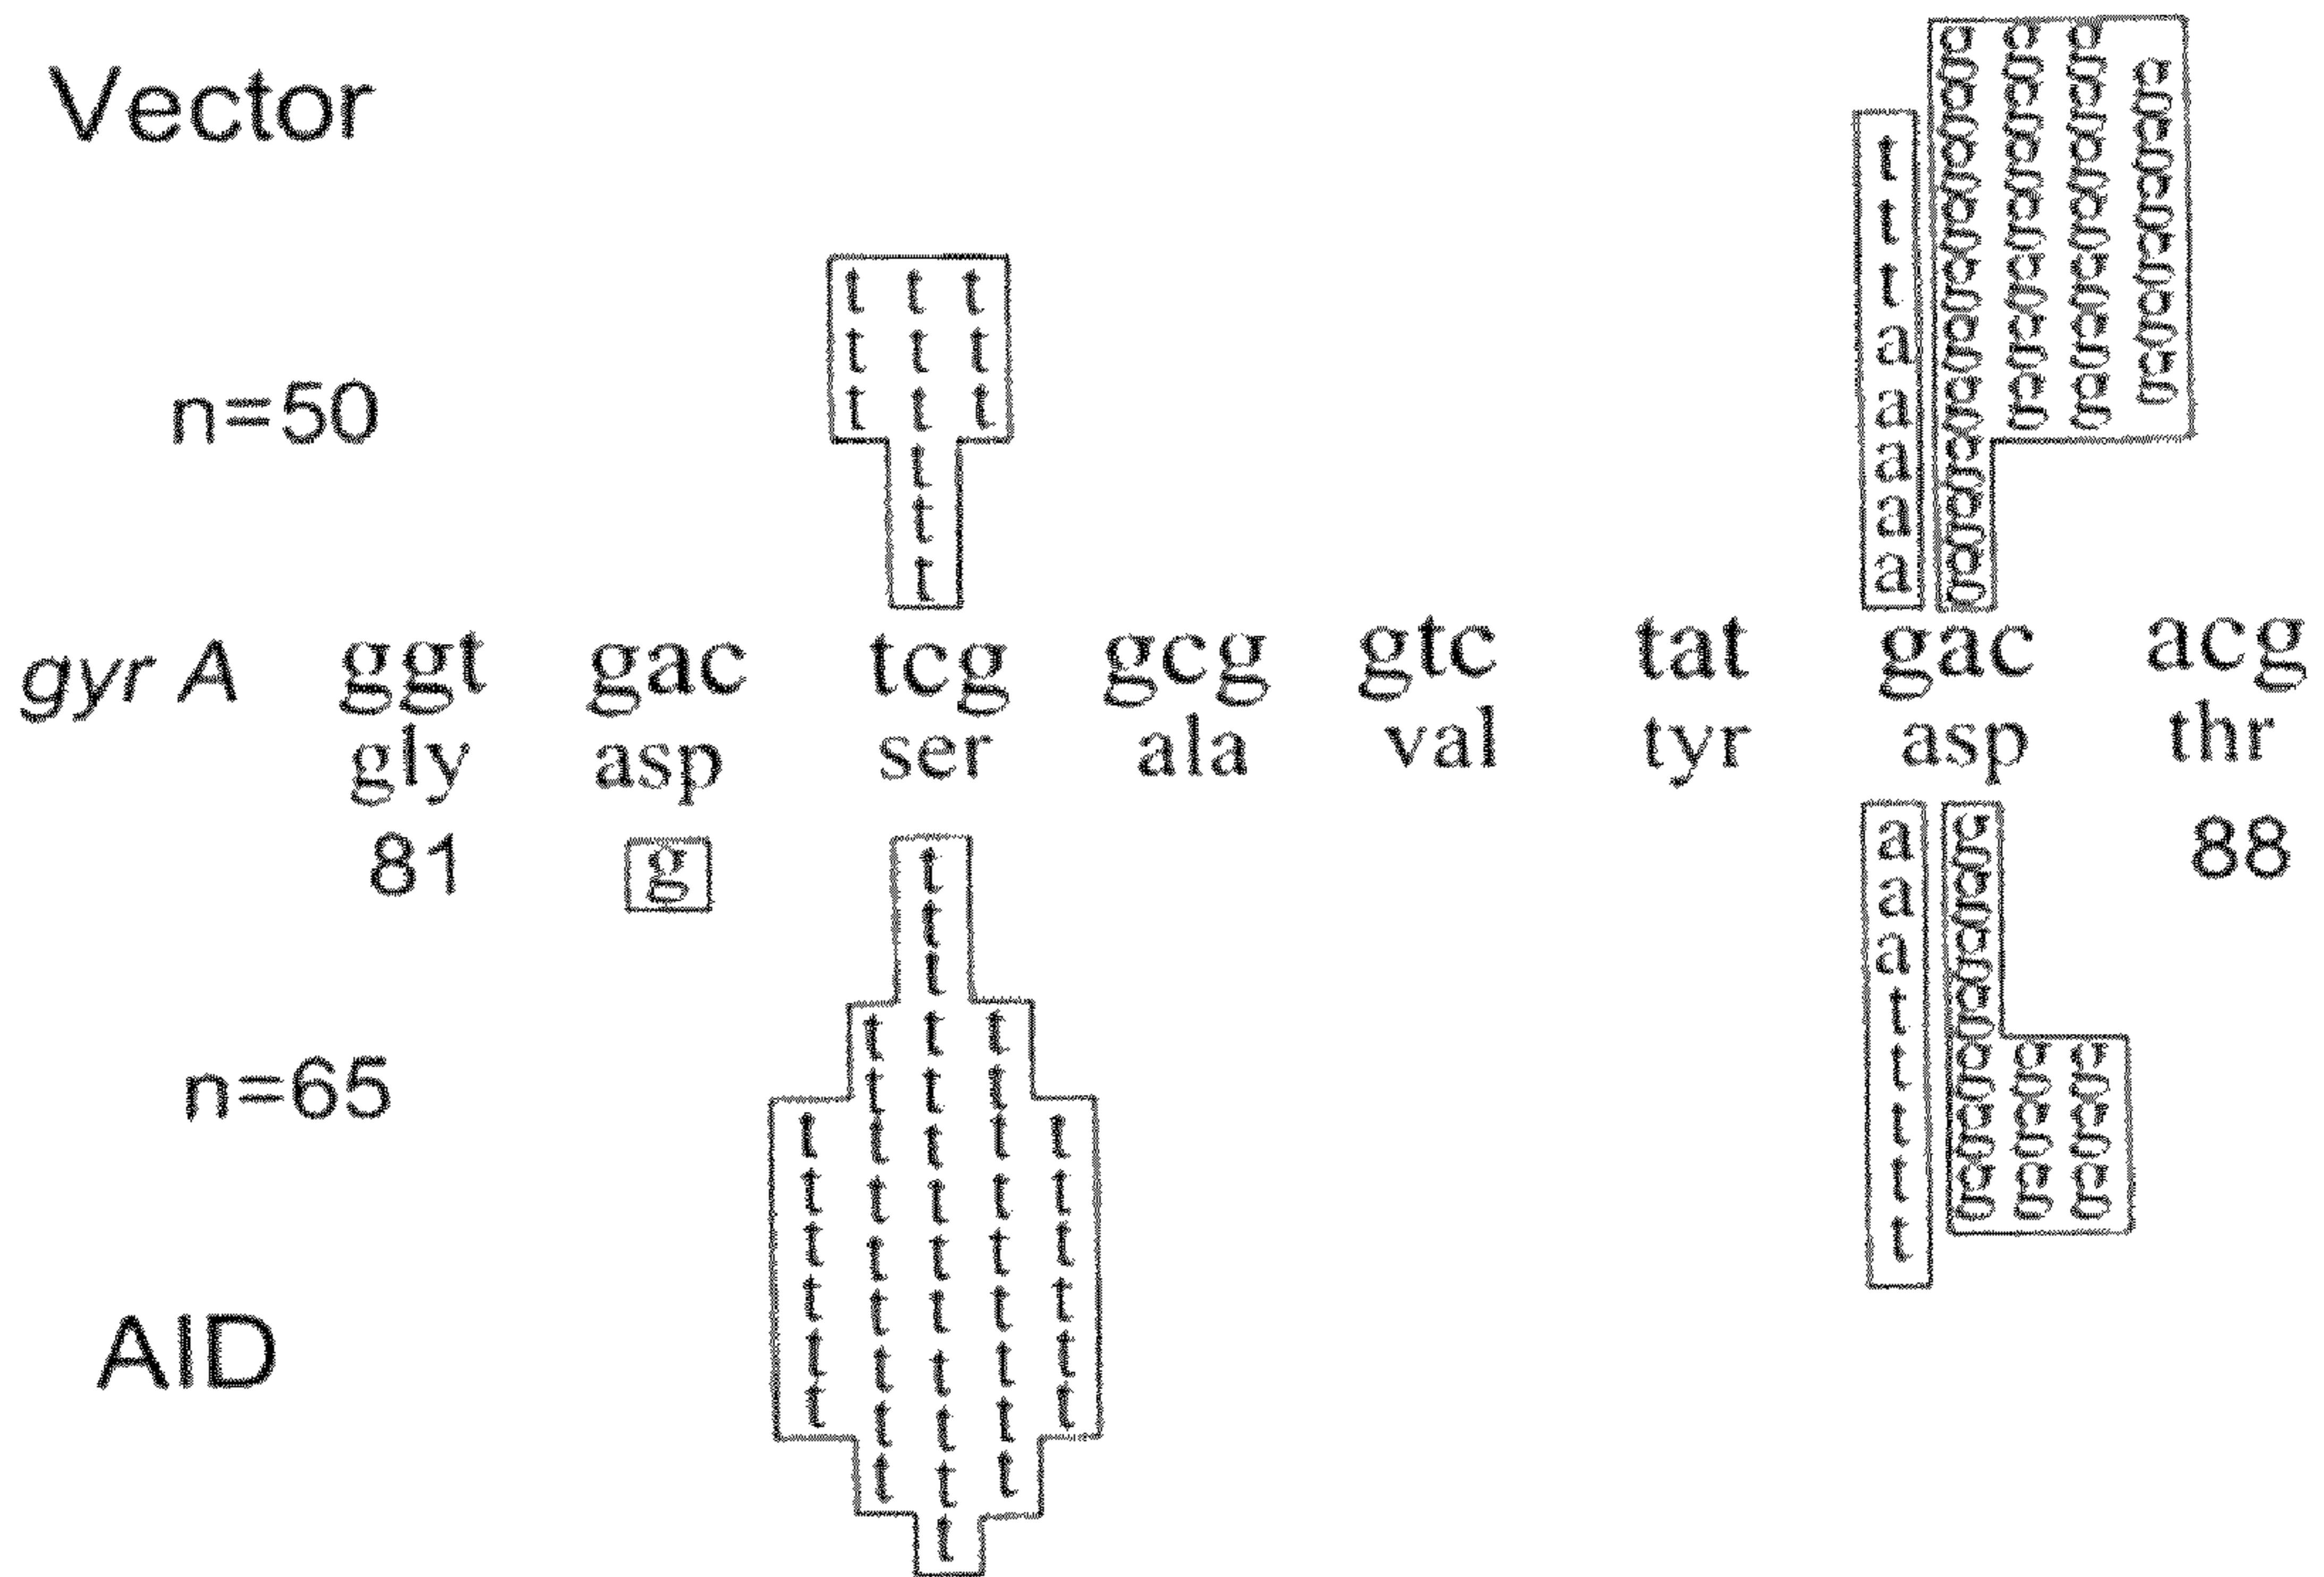 g g g g
Vector g g g g
t g g g g
t g g g g
t t t t g g g g
t t t a g g g g
n=50 t t t a g g g
t a g
t a g
t a g
gyr A ggt gac tcg gcg gtc tat gac acg
gly asp ser ala val tyr asp thr
81 g t a g 88
t a g
t a g
t t t t g
n=65 t t t t g g g
t t t t t t g g g
t t t t t t g g g
t t t t t t
t t t t t
AID t t t t t
t t t t t
t t t
t